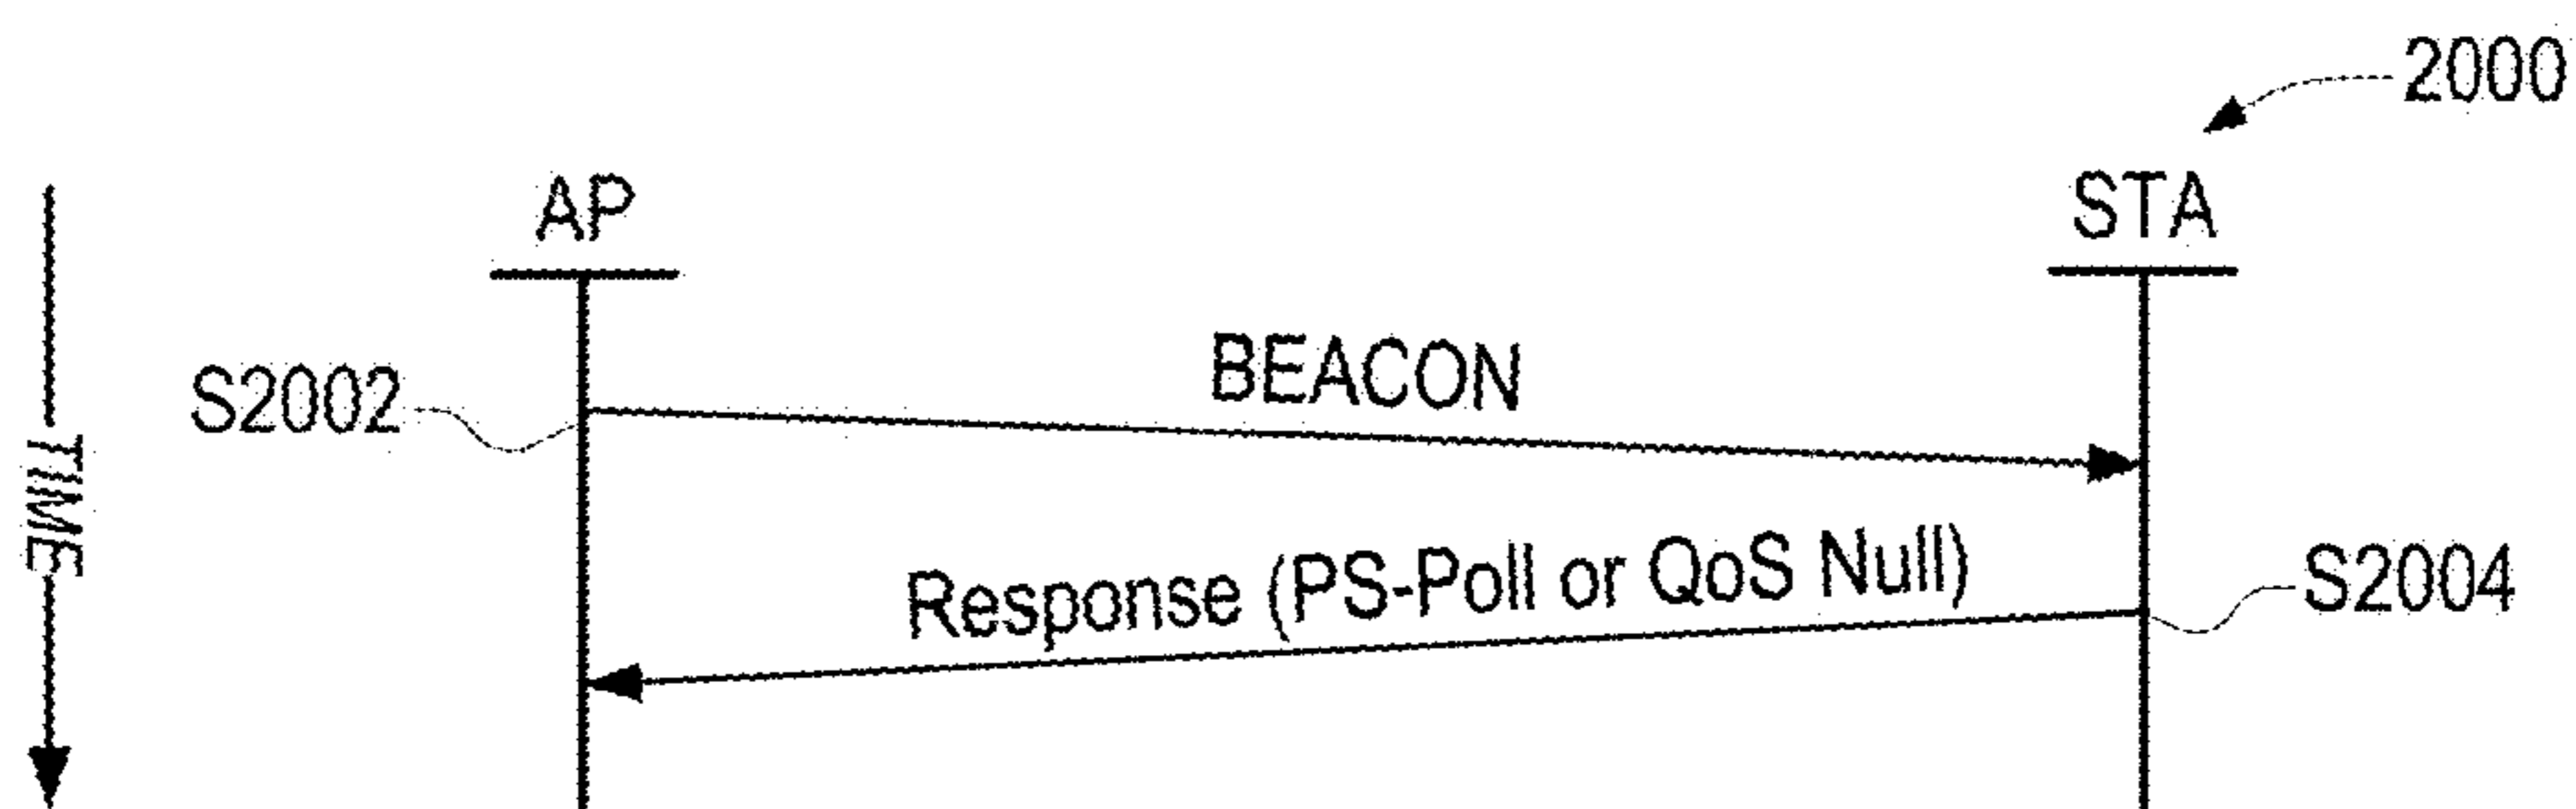 2000
AP
STA
BEACON
S2002
TIME
Response (PS-Poll or QoS Null)
S2004